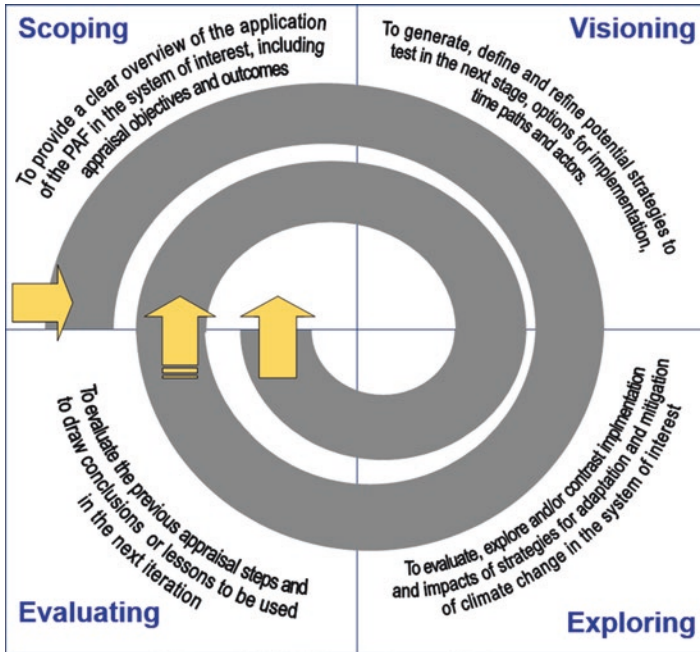 Scoping
To provide a clear overview of the application
of the PAF in the system of interest, including
appraisal objectives and outcomes
Visioning
To generate, define and refine potential strategies to
test in the next stage, options for implementation,
time paths and actors.
To evaluate the previous appraisal steps and
to draw conclusions or lessons to be used
in the next iteration
Evaluating
To evaluate, explore and/or contrast implmentation
and impacts of strategies for adaptation and mitigation
of climate change in the system of interest
Exploring